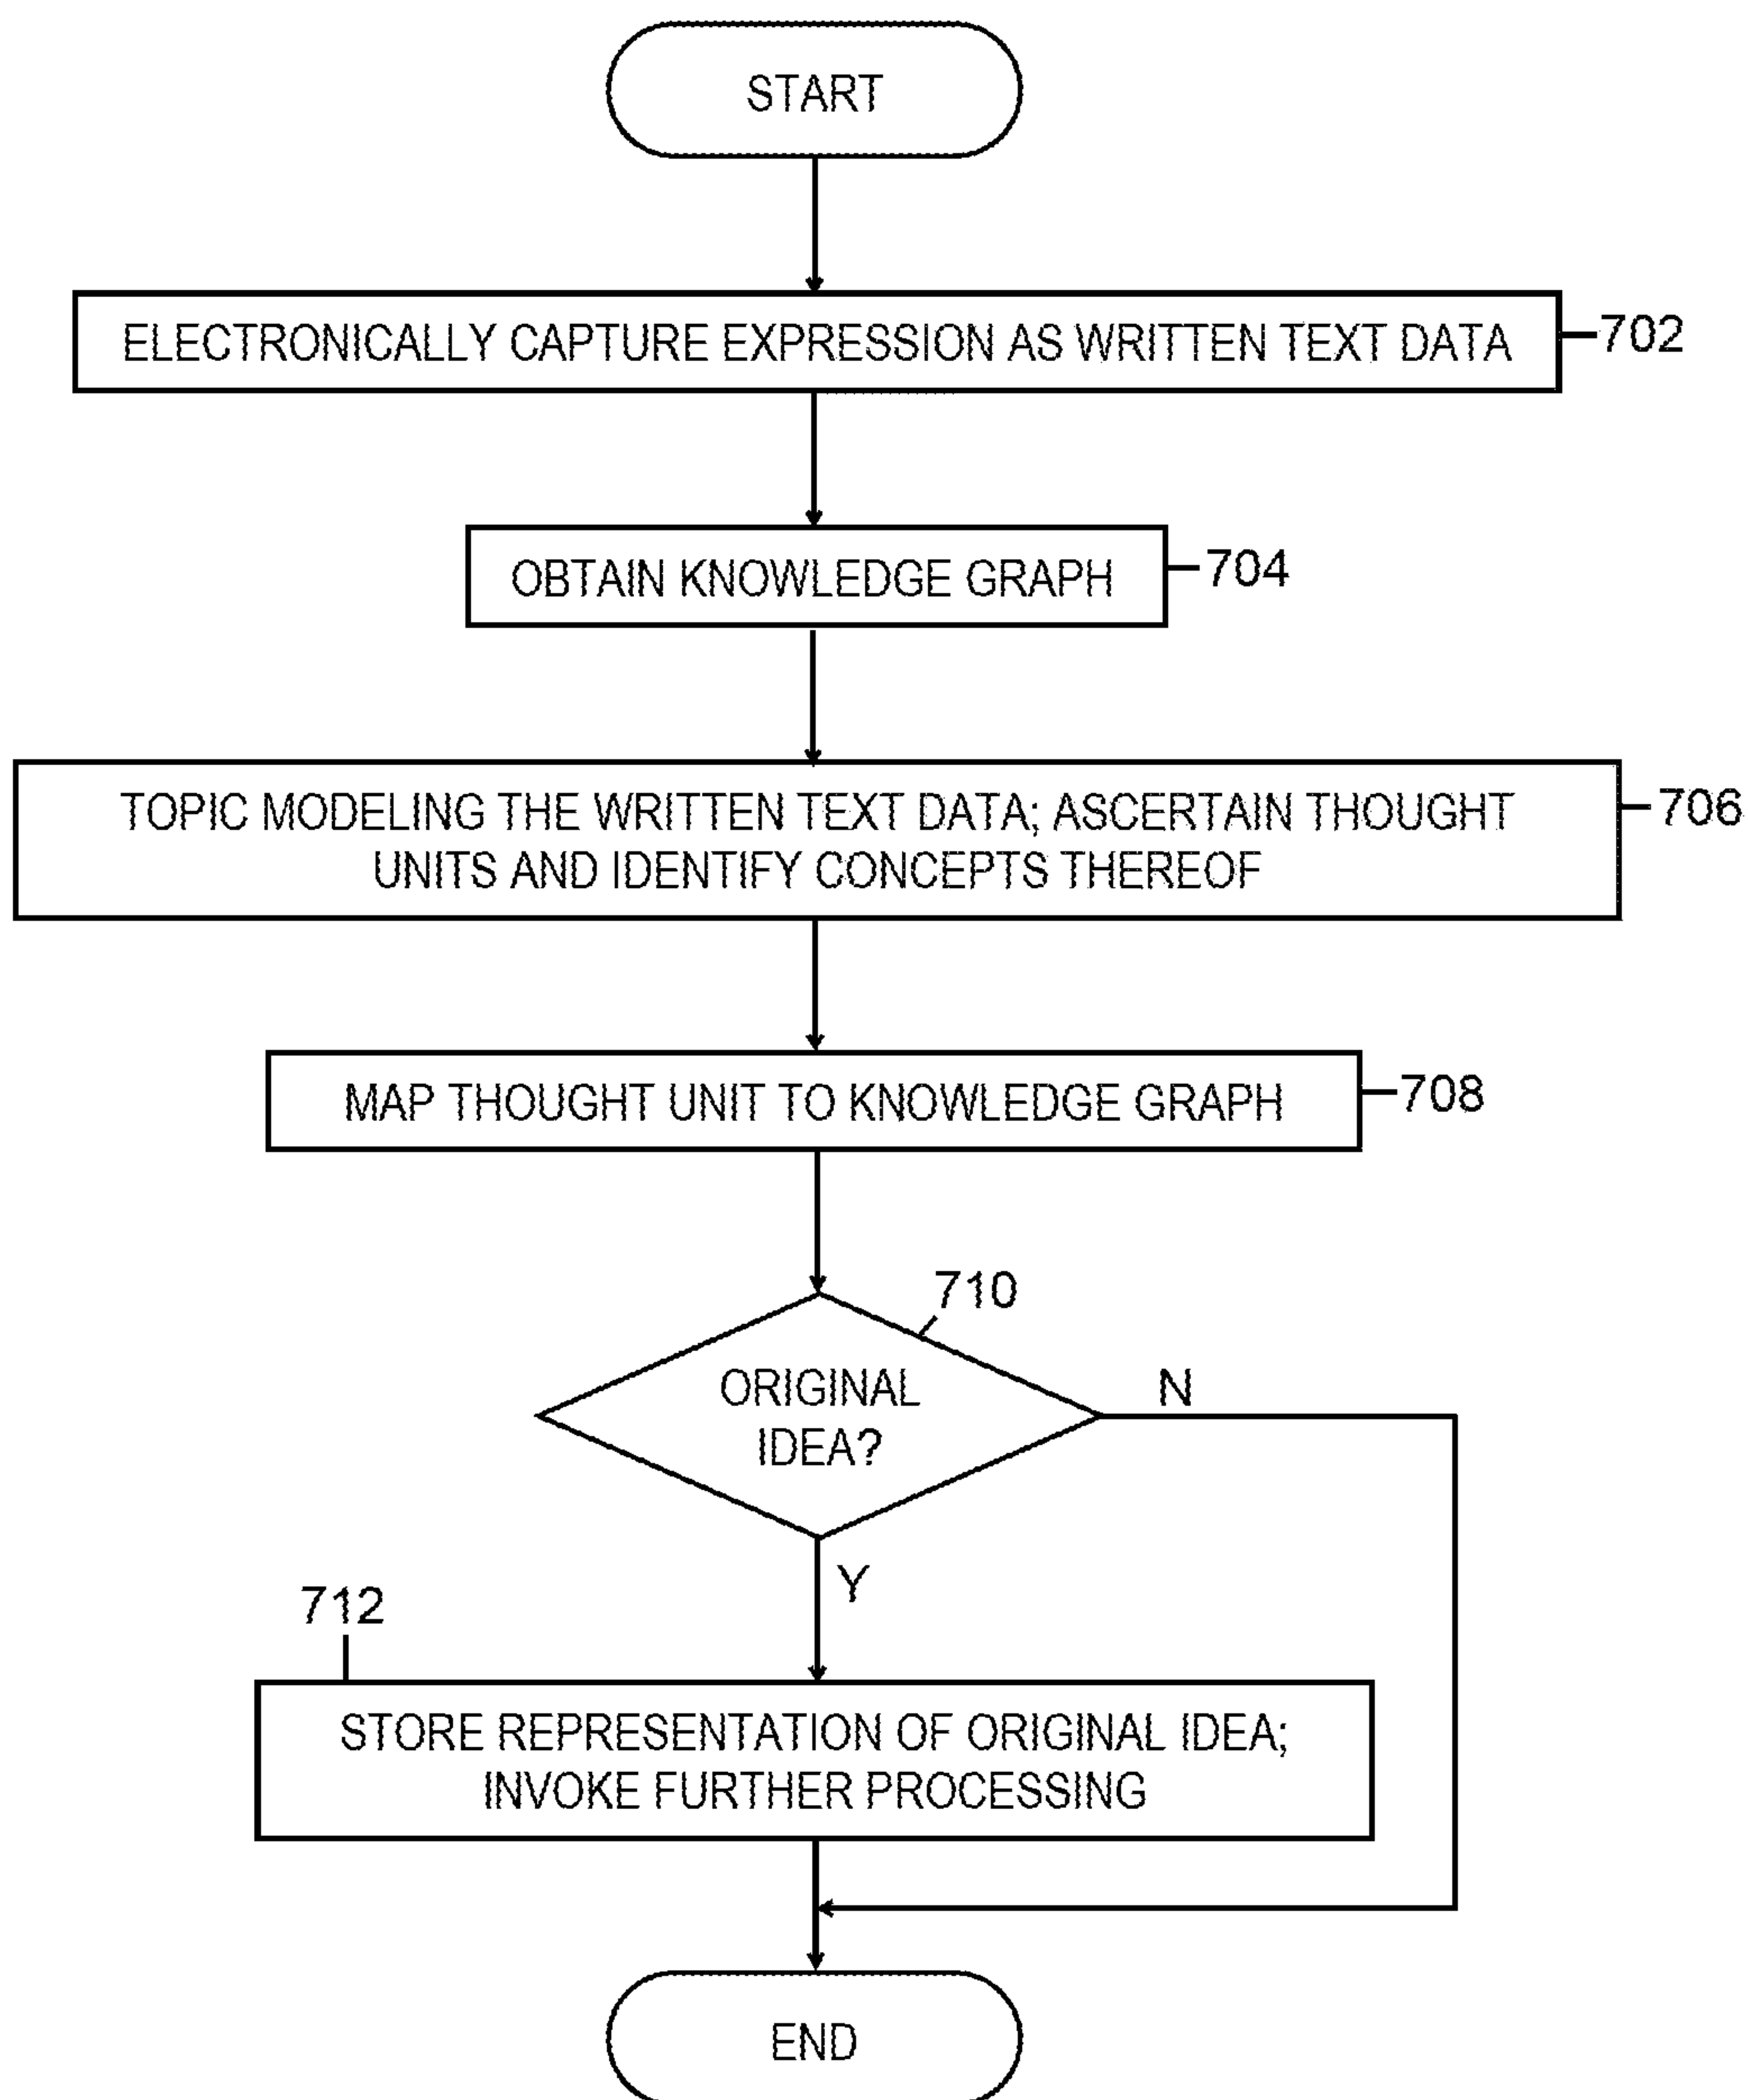 START
ELECTRONICALLY CAPTURE EXPRESSION AS WRITTEN TEXT DATA
702
OBTAIN KNOWLEDGE GRAPH
704
TOPIC MODELING THE WRITTEN TEXT DATA; ASCERTAIN THOUGHT
UNITS AND IDENTIFY CONCEPTS THEREOF
706
MAP THOUGHT UNIT TO KNOWLEDGE GRAPH
708
710
ORIGINAL
IDEA?
N
Y
712
STORE REPRESENTATION OF ORIGINAL IDEA;
INVOKE FURTHER PROCESSING
END